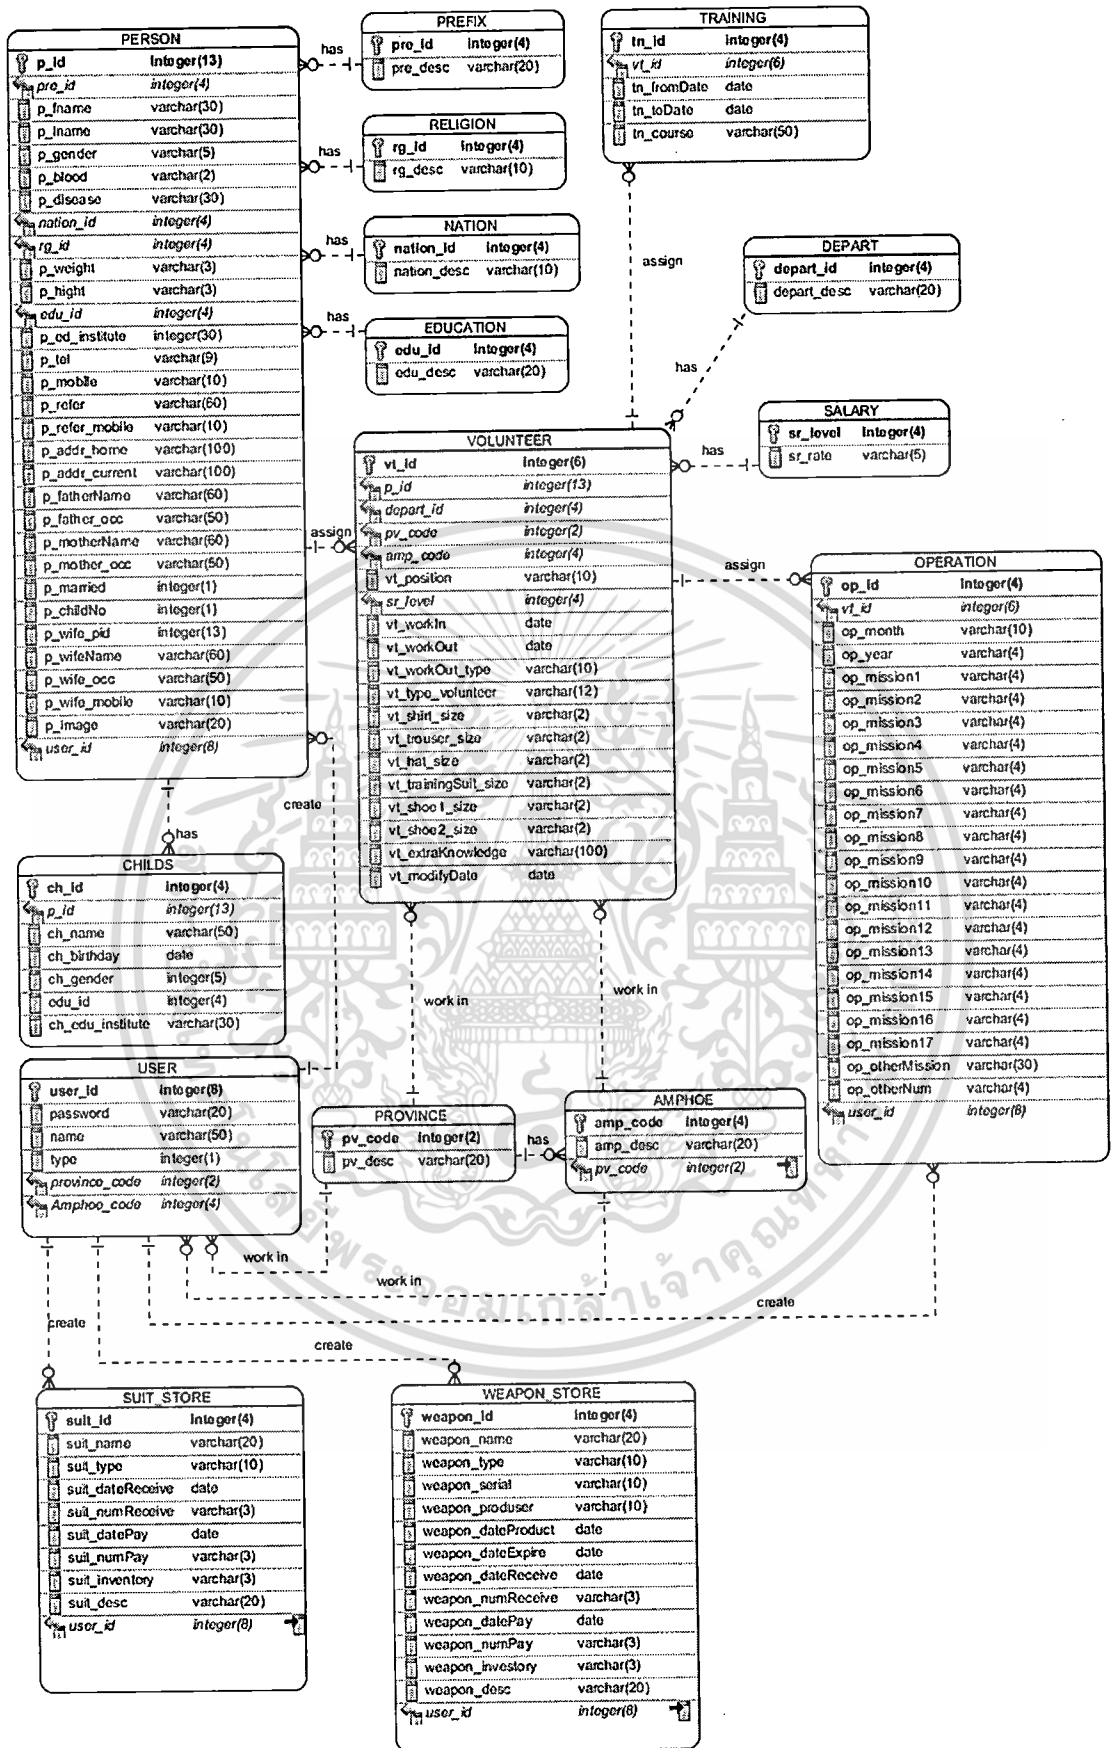 PERSON
p_id Integer(13)
pre_id integer(4)
p_fname varchar(30)
p_lname varchar(30)
p_gender varchar(5)
p_blood varchar(2)
p_disease varchar(30)
nation_id integer(4)
rg_id integer(4)
p_weight varchar(3)
p_hight varchar(3)
edu_id integer(4)
p_ed_institute integer(30)
p_tel varchar(9)
p_mobile varchar(10)
p_refer varchar(60)
p_refer_mobile varchar(10)
p_addr_home varchar(100)
p_addr_current varchar(100)
p_fatherName varchar(60)
p_father_occ varchar(50)
p_motherName varchar(60)
p_mother_occ varchar(50)
p_married integer(1)
p_childNo integer(1)
p_wife_pid integer(13)
p_wifeName varchar(60)
p_wife_occ varchar(50)
p_wife_mobile varchar(10)
p_image varchar(20)
user_id integer(8)
has
PREFIX
pre_id Integer(4)
pre_desc varchar(20)
has
RELIGION
rg_id Integer(4)
rg_desc varchar(10)
has
NATION
nation_id Integer(4)
nation_desc varchar(10)
has
EDUCATION
edu_id Integer(4)
edu_desc varchar(20)
TRAINING
tn_id Integer(4)
vt_id integer(6)
tn_fromDate date
tn_toDate date
tn_course varchar(50)
assign
DEPART
depart_id Integer(4)
depart_desc varchar(20)
has
SALARY
sr_level Integer(4)
sr_rate varchar(5)
has
assign
VOLUNTEER
vt_id Integer(6)
p_id integer(13)
depart_id integer(4)
pv_code integer(2)
amp_code integer(4)
vt_position varchar(10)
sr_level integer(4)
vt_workIn date
vt_workOut date
vt_workOut_type varchar(10)
vt_type_volunteer varchar(12)
vt_shirt_size varchar(2)
vt_trouser_size varchar(2)
vt_hat_size varchar(2)
vt_trainingSuit_size varchar(2)
vt_shoe1_size varchar(2)
vt_shoe2_size varchar(2)
vt_extraKnowledge varchar(100)
vt_modifyDate date
assign
OPERATION
op_id Integer(4)
vt_id integer(6)
op_month varchar(10)
op_year varchar(4)
op_mission1 varchar(4)
op_mission2 varchar(4)
op_mission3 varchar(4)
op_mission4 varchar(4)
op_mission5 varchar(4)
op_mission6 varchar(4)
op_mission7 varchar(4)
op_mission8 varchar(4)
op_mission9 varchar(4)
op_mission10 varchar(4)
op_mission11 varchar(4)
op_mission12 varchar(4)
op_mission13 varchar(4)
op_mission14 varchar(4)
op_mission15 varchar(4)
op_mission16 varchar(4)
op_mission17 varchar(4)
op_otherMission varchar(30)
op_otherNum varchar(4)
user_id integer(8)
create
has
CHILDS
ch_id Integer(4)
p_id integer(13)
ch_name varchar(50)
ch_birthday date
ch_gender integer(5)
edu_id integer(4)
ch_edu_institute varchar(30)
work in
work in
USER
user_id Integer(8)
password varchar(20)
name varchar(50)
type integer(1)
province_code integer(2)
Amphoe_code integer(4)
PROVINCE
pv_code Integer(2)
pv_desc varchar(20)
has
AMPHOE
amp_code Integer(4)
amp_desc varchar(20)
pv_code integer(2)
work in
work in
create
create
create
พระจอมเกล้าเจ้าคุณทหาร
SUIT_STORE
suit_id Integer(4)
suit_name varchar(20)
suit_type varchar(10)
suit_dateReceive date
suit_numReceive varchar(3)
suit_datePay date
suit_numPay varchar(3)
suit_inventory varchar(3)
suit_desc varchar(20)
user_id integer(8)
WEAPON_STORE
weapon_id Integer(4)
weapon_name varchar(20)
weapon_type varchar(10)
weapon_serial varchar(10)
weapon_produser varchar(10)
weapon_dateProduct date
weapon_dateExpire date
weapon_dateReceive date
weapon_numReceive varchar(3)
weapon_datePay date
weapon_numPay varchar(3)
weapon_investory varchar(3)
weapon_desc varchar(20)
user_id integer(8)